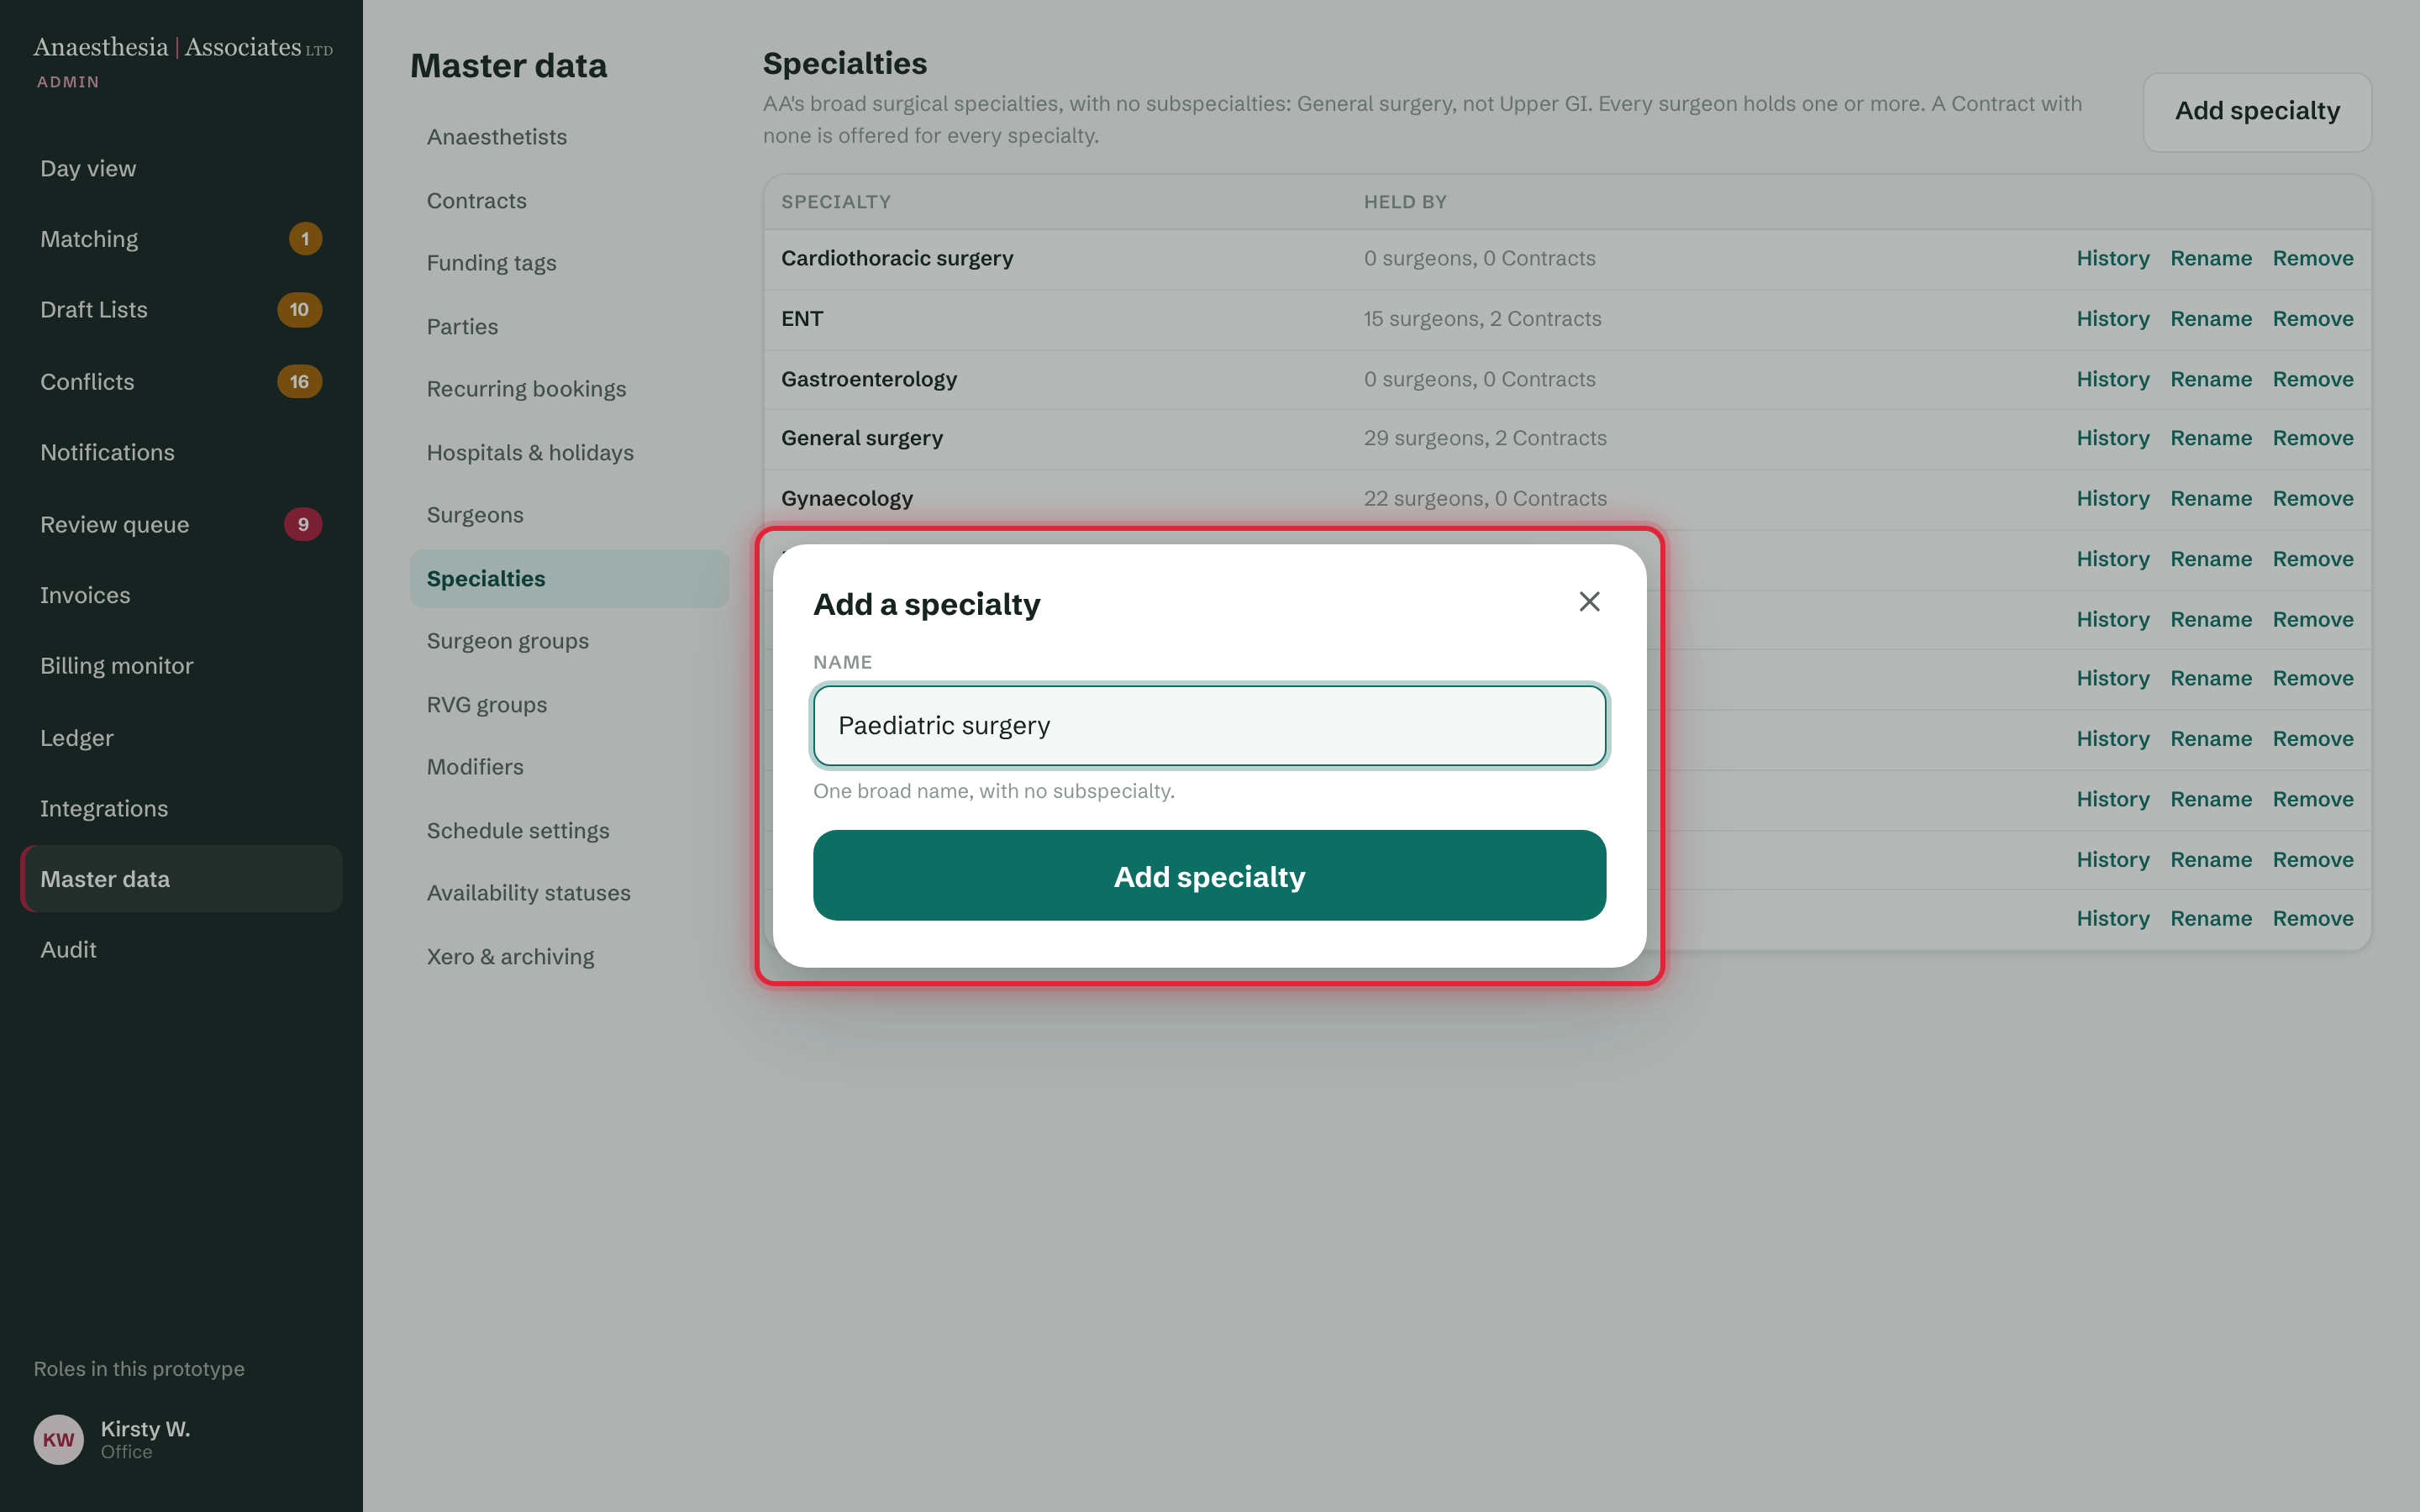 Anaesthesia | Associates LTD
ADMIN
Day view
Matching 1
Draft Lists 10
Conflicts 16
Notifications
Review queue 9
Invoices
Billing monitor
Ledger
Integrations
Master data
Audit
Roles in this prototype
KW
Kirsty W.
Office
Master data
Anaesthetists
Contracts
Funding tags
Parties
Recurring bookings
Hospitals & holidays
Surgeons
Specialties
Surgeon groups
RVG groups
Modifiers
Schedule settings
Availability statuses
Xero & archiving
Specialties
AA's broad surgical specialties, with no subspecialties: General surgery, not Upper GI. Every surgeon holds one or more. A Contract with
none is offered for every specialty.
Add specialty
SPECIALTY HELD BY
Cardiothoracic surgery 0 surgeons, 0 Contracts History Rename Remove
ENT 15 surgeons, 2 Contracts History Rename Remove
Gastroenterology 0 surgeons, 0 Contracts History Rename Remove
General surgery 29 surgeons, 2 Contracts History Rename Remove
Gynaecology 22 surgeons, 0 Contracts History Rename Remove
History Rename Remove
History Rename Remove
History Rename Remove
History Rename Remove
History Rename Remove
History Rename Remove
History Rename Remove
Add a specialty
NAME
Paediatric surgery
One broad name, with no subspecialty.
Add specialty